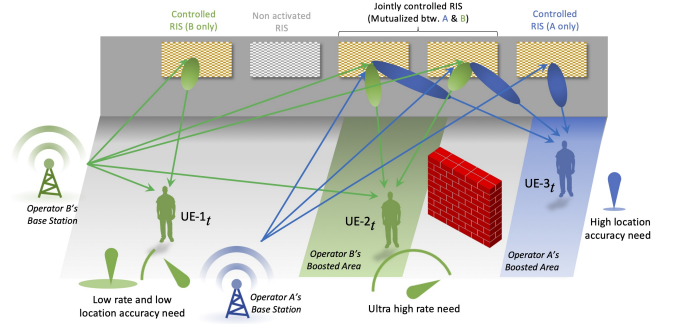 Controlled
RIS (B only)
Non activated
RIS
Jointly controlled RIS
(Mutualized btw. A & B)
Controlled
RIS (A only)
Operator B's
Base Station
UE-1t
UE-2t
UE-3t
High location
accuracy need
Operator B's
Boosted Area
Operator A's
Boosted Area
Low rate and low
location accuracy need
Operator A's
Base Station
Ultra high rate need